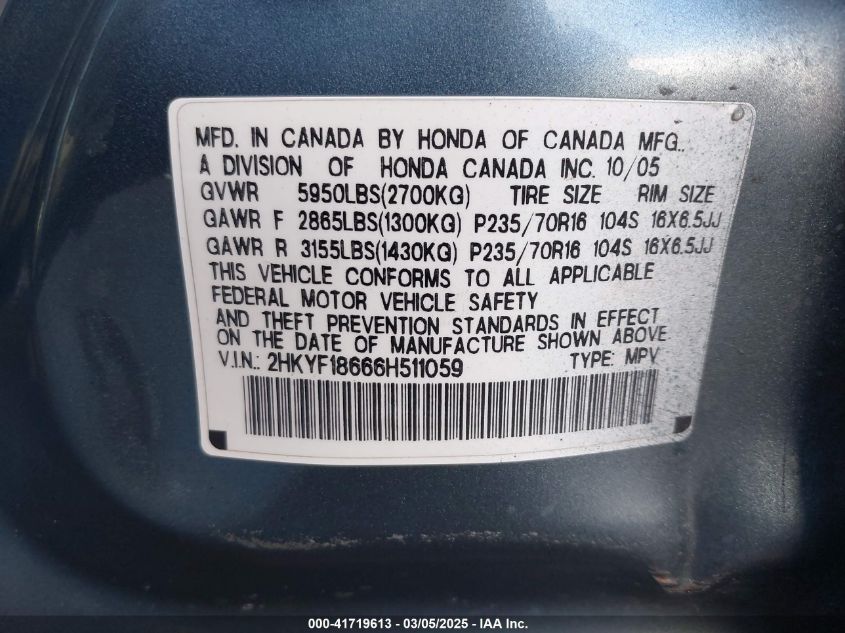 MFD. IN CANADA BY HONDA OF CANADA MFG.,
A DIVISION OF HONDA CANADA INC. 10/05
GVWR 5950LBS(2700KG) TIRE SIZE RIM SIZE
GAWR F 2865LBS(1300KG) P235/70R16 104S 16X6.5JJ
GAWR R 3155LBS(1430KG) P235/70R16 104S 16X6.5JJ
THIS VEHICLE CONFORMS TO ALL APPLICABLE
FEDERAL MOTOR VEHICLE SAFETY
AND THEFT PREVENTION STANDARDS IN EFFECT
ON THE DATE OF MANUFACTURE SHOWN ABOVE
V.I.N.: 2HKYF18666H511059 TYPE: MPV
000-41719613 - 03/05/2025 - IAA Inc.